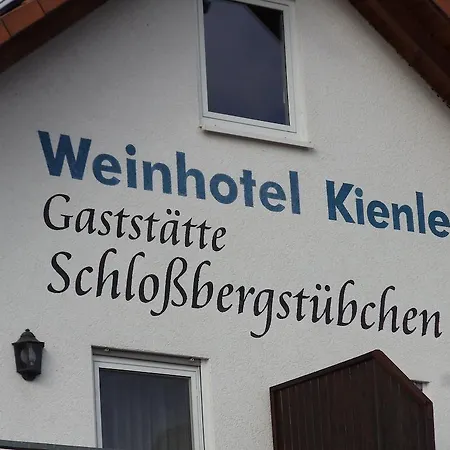 Weinhotel Kienle
Gaststätte
Schloßbergstübchen